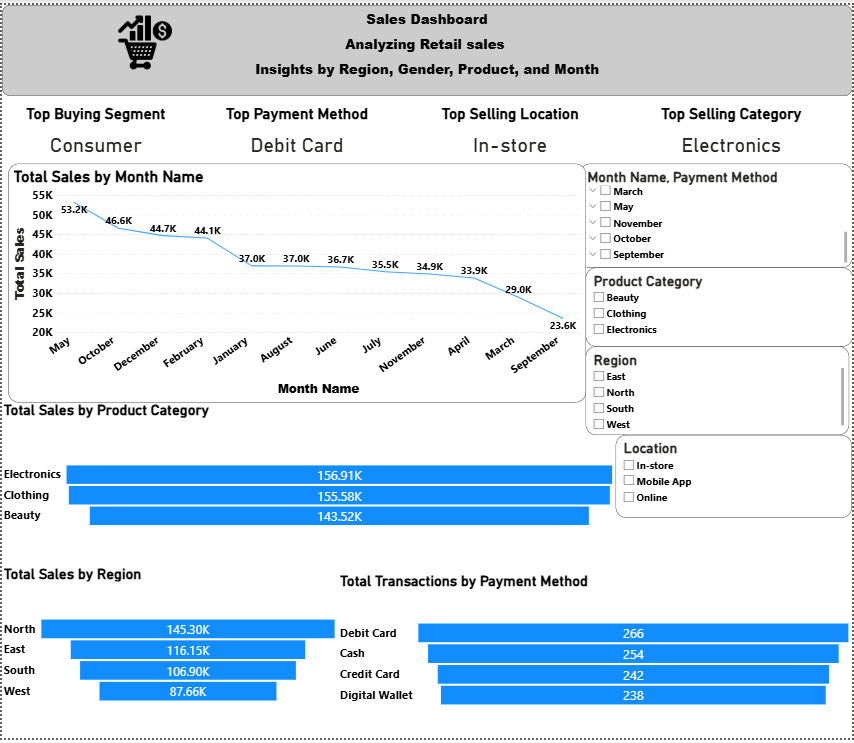 Sales Dashboard
Analyzing Retail sales
Insights by Region, Gender, Product, and Month
Top Buying Segment
Consumer
Top Payment Method
Debit Card
Top Selling Location
In-store
Top Selling Category
Electronics
Total Sales by Month Name
Total Sales
55K
50K
45K
40K
35K
30K
25K
20K
53.2K
46.6K
44.7K
44.1K
37.0K
37.0K
36.7K
35.5K
34.9K
33.9K
29.0K
23.6K
May
October
December
February
January
August
June
July
November
April
March
September
Month Name
Month Name, Payment Method
March
May
November
October
September
Product Category
Beauty
Clothing
Electronics
Region
East
North
South
West
Location
In-store
Mobile App
Online
Total Sales by Product Category
Electronics 156.91K
Clothing 155.58K
Beauty 143.52K
Total Sales by Region
North 145.30K
East 116.15K
South 106.90K
West 87.66K
Total Transactions by Payment Method
Debit Card 266
Cash 254
Credit Card 242
Digital Wallet 238